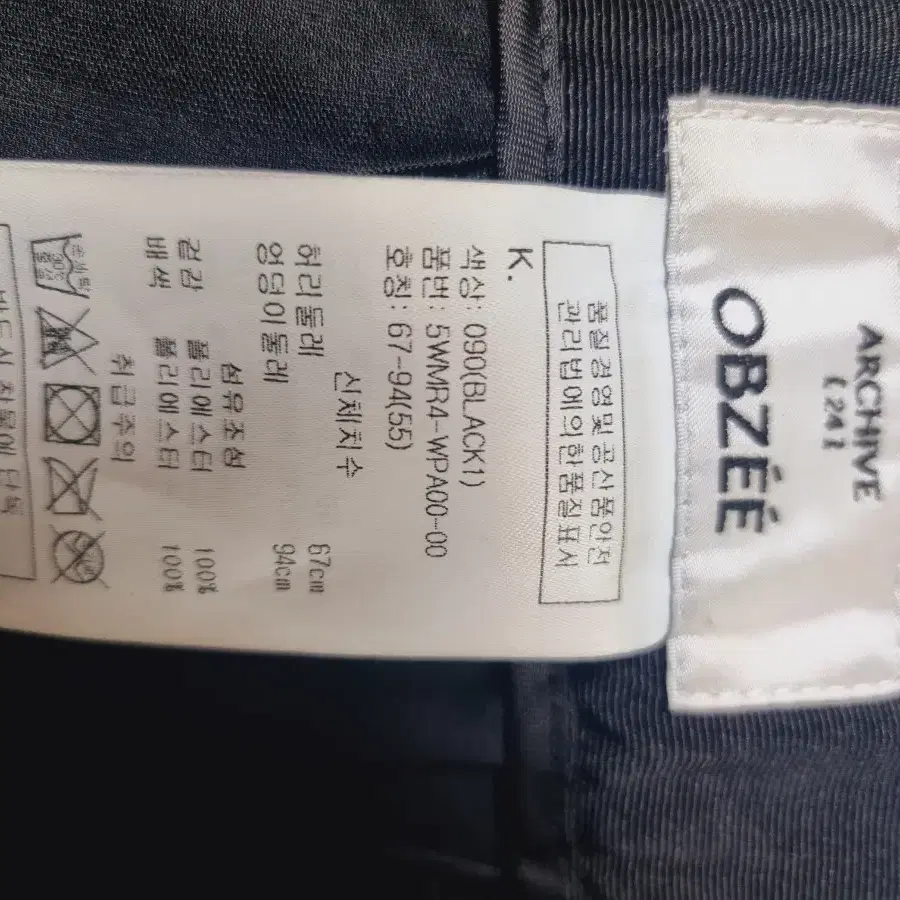 ARCHIVE
( 24 )
OBZÉÉ
품질경영및공산품안전
관리법에의한품질표시
K.
색상: 090(BLACK1)
품번: 5WMR4-WPA00-00
호칭: 67-94(55)
신체치수
허리둘레 67cm
엉덩이둘레 94cm
섬유조성
겉감 폴리에스터 100%
배색 폴리에스터 100%
취급주의